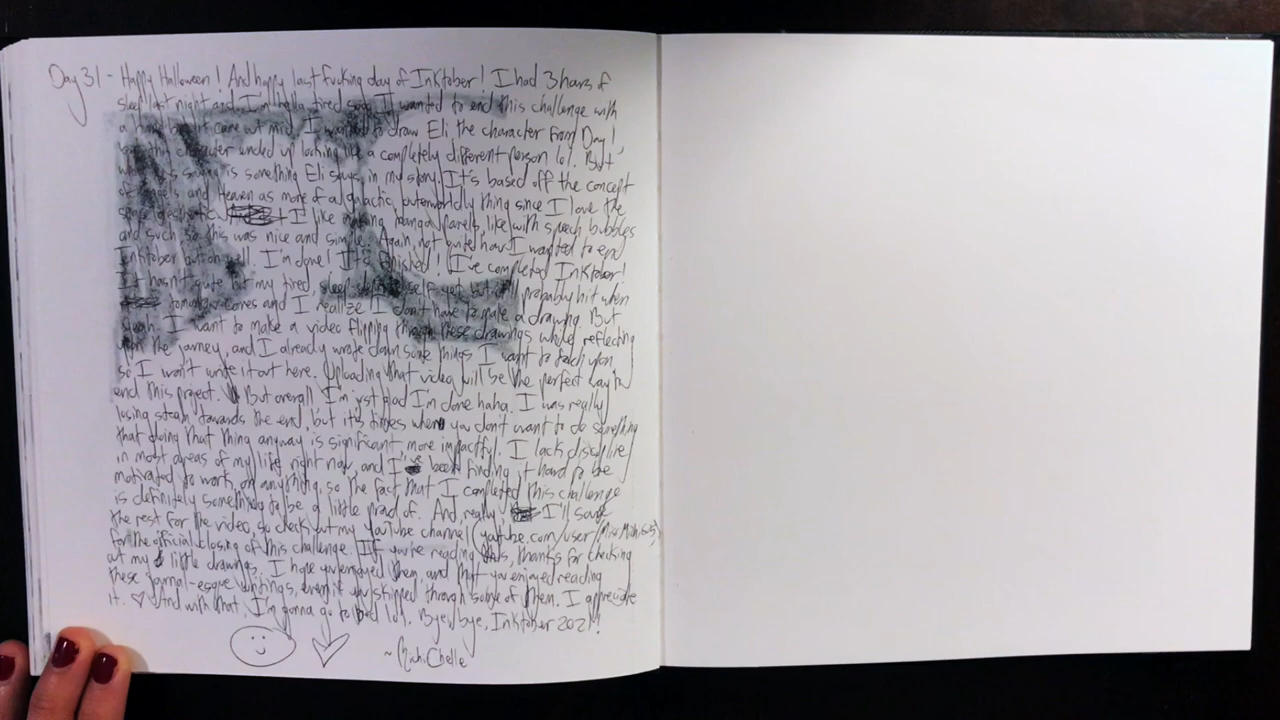 Day 31 - Happy Halloween! And happy last fucking day of Inktober! I had 3 hours of
sleep last night and I'm hella tired so I wanted to end this challenge with
a but it came out mid. I wanted to draw Eli the character from Day 1,
but this character ended up looking like a completely different person lol. But
what he's saying is something Eli says in my story. It's based off the concept
of angels and heaven as more of a galactic, outerworldly thing since I love the
space aesthetic. I like making manga panels, like with speech bubbles
and such so this was nice and simple. Again, not quite how I wanted to end
Inktober but oh well. I'm done! It's finished! I've completed Inktober!
It hasn't quite hit my tired, sleep self yet but it'll probably hit when
tomorrow comes and I realize I don't have to make a drawing. But
yeah. I want to make a video flipping through these drawings while reflecting
upon the journey, and I already wrote down some things I want to touch upon
so I won't write it out here. Uploading that video will be the perfect way to
end this project. But overall I'm just glad I'm done haha. I was really
losing steam towards the end, but it's times when you don't want to do something
that doing that thing anyway is significant more impactful. I lack discipline
in most areas of my life right now, and I've been finding it hard to be
motivated to work on anything, so the fact that I completed this challenge
is definitely something to be a little proud of. And, really, I'll save
the rest for the video, so check out my YouTube channel (youtube.com/user/
for the official closing of this challenge. If you're reading this, thanks for checking
out my little drawings. I hope you enjoyed them, and that you enjoyed reading
these journal-esque writings, even if you skipped through some of them. I appreciate
it. ♡ And with that, I'm gonna go to bed lol. Bye bye, Inktober 2021!
~MichiChelle